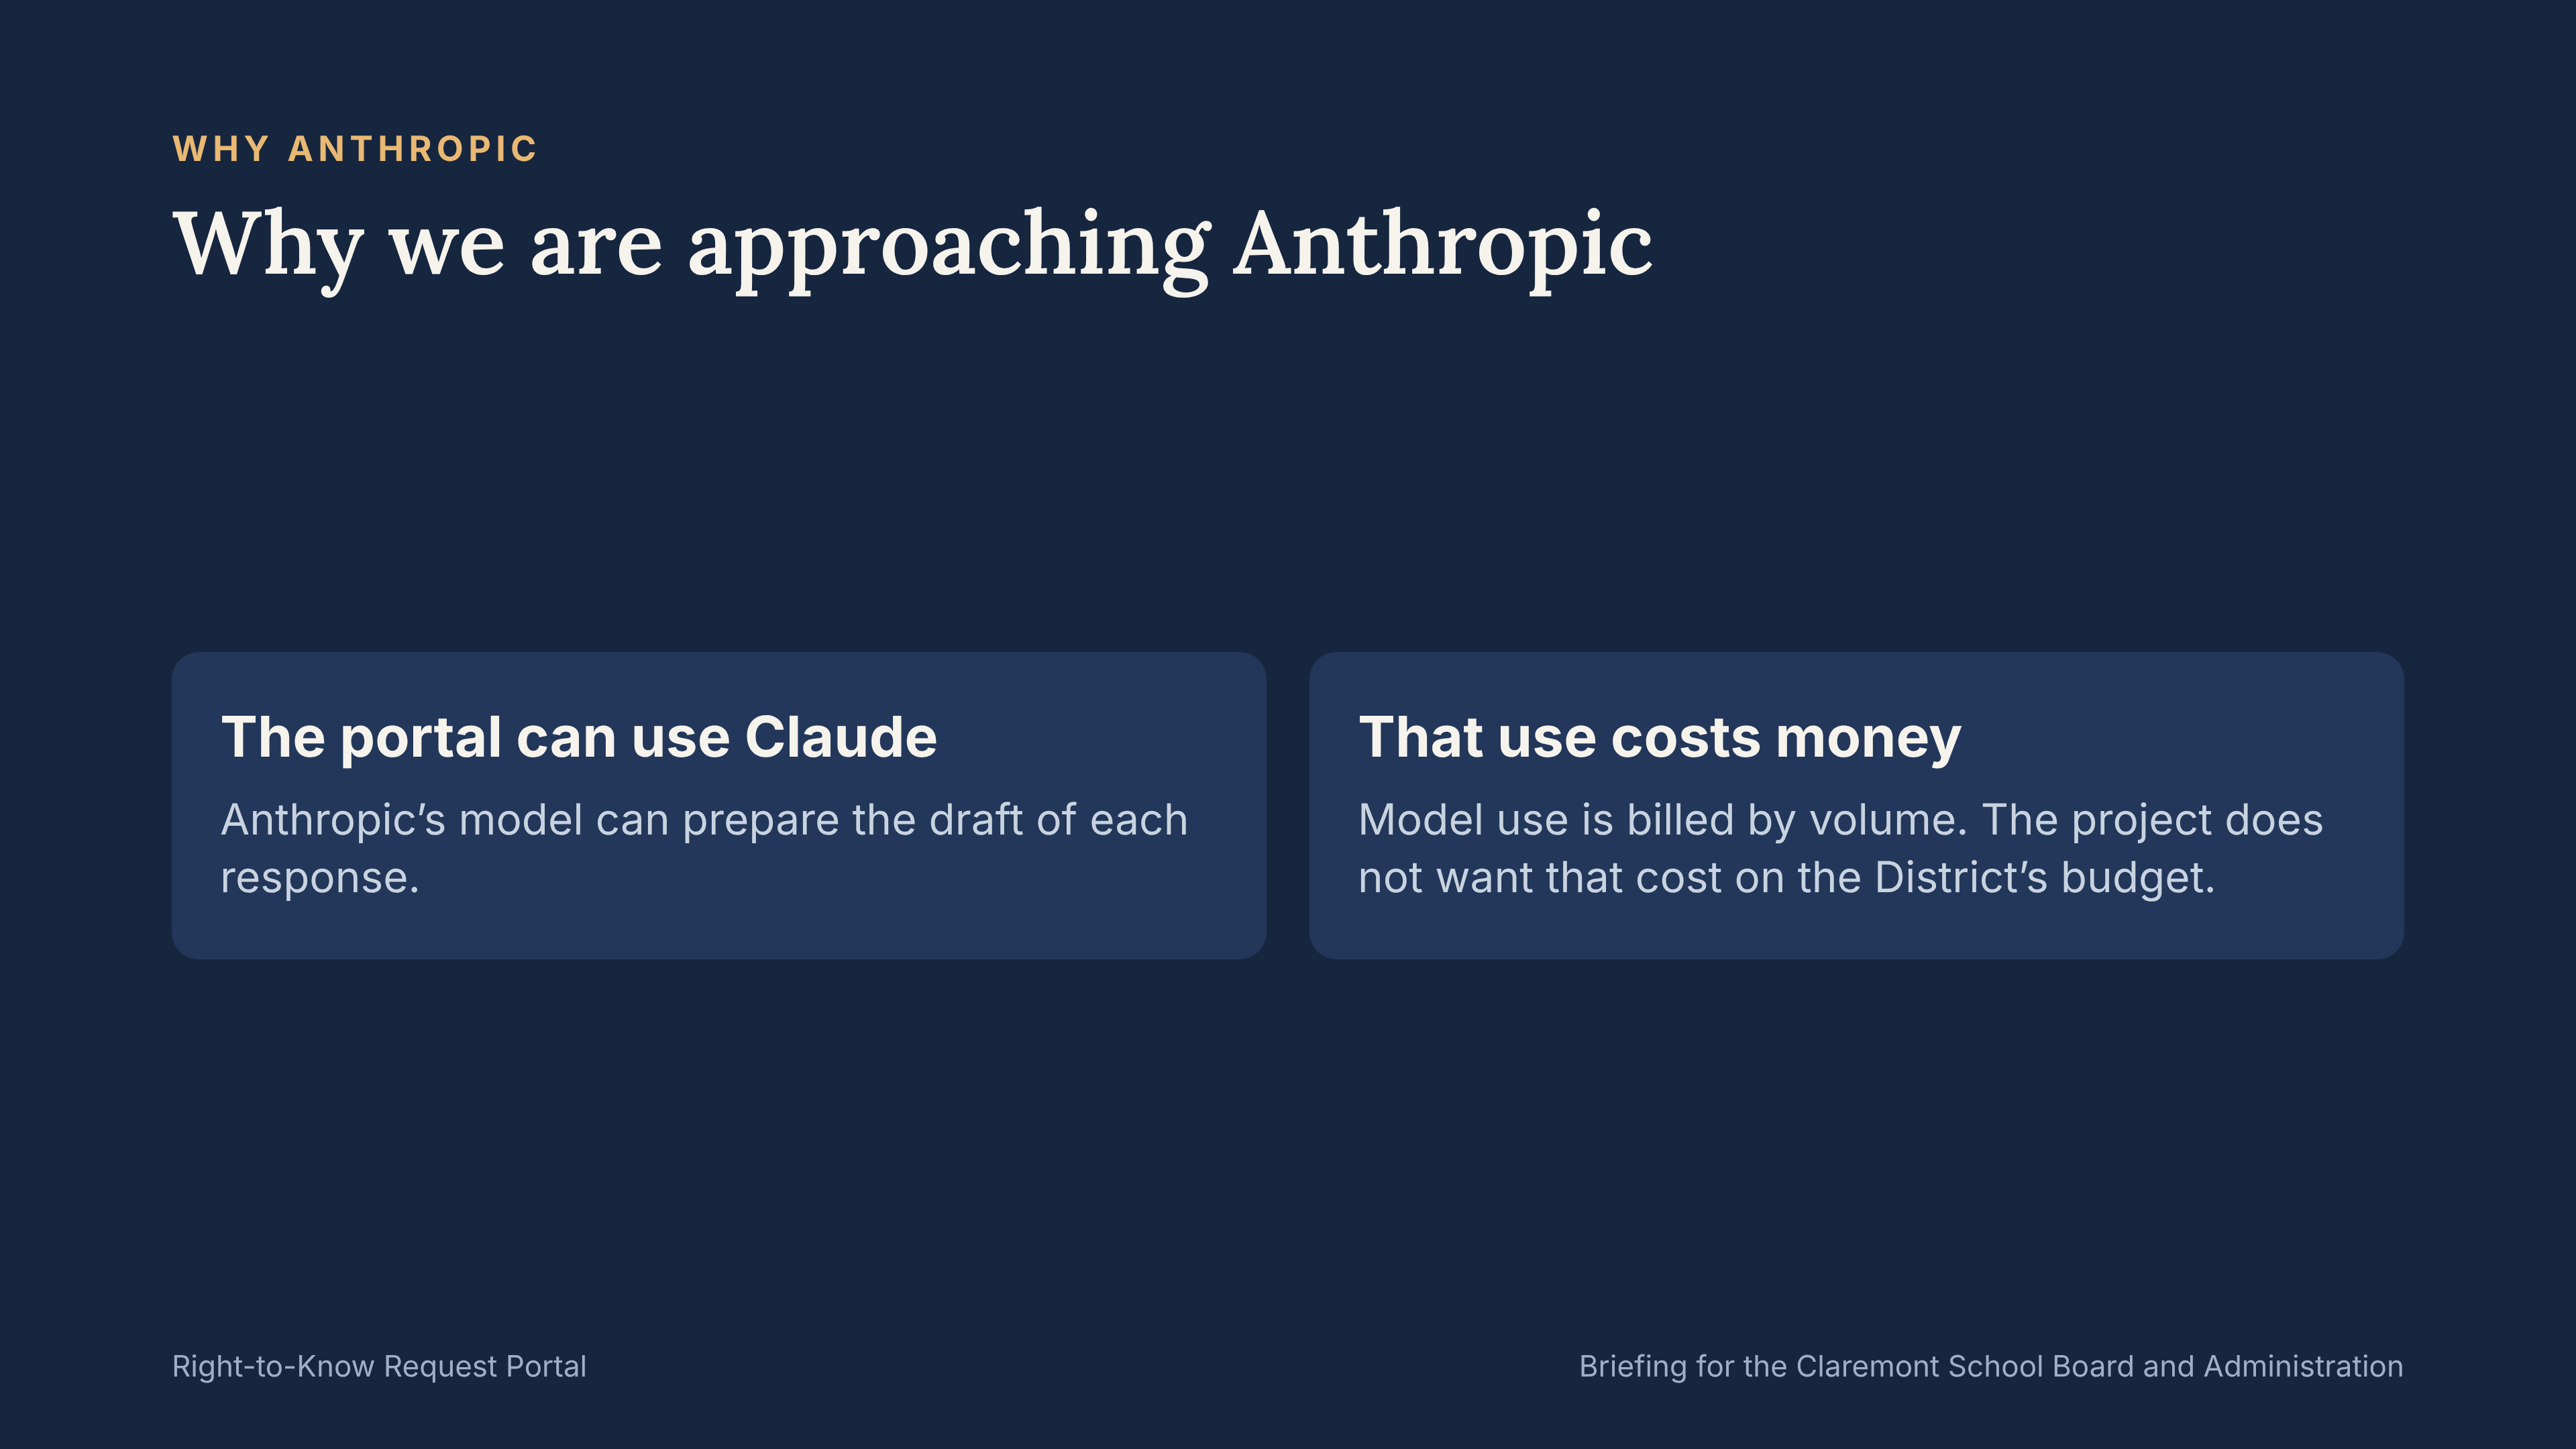 WHY ANTHROPIC
Why we are approaching Anthropic
The portal can use Claude
Anthropic’s model can prepare the draft of each
response.
That use costs money
Model use is billed by volume. The project does
not want that cost on the District’s budget.
Right-to-Know Request Portal
Briefing for the Claremont School Board and Administration